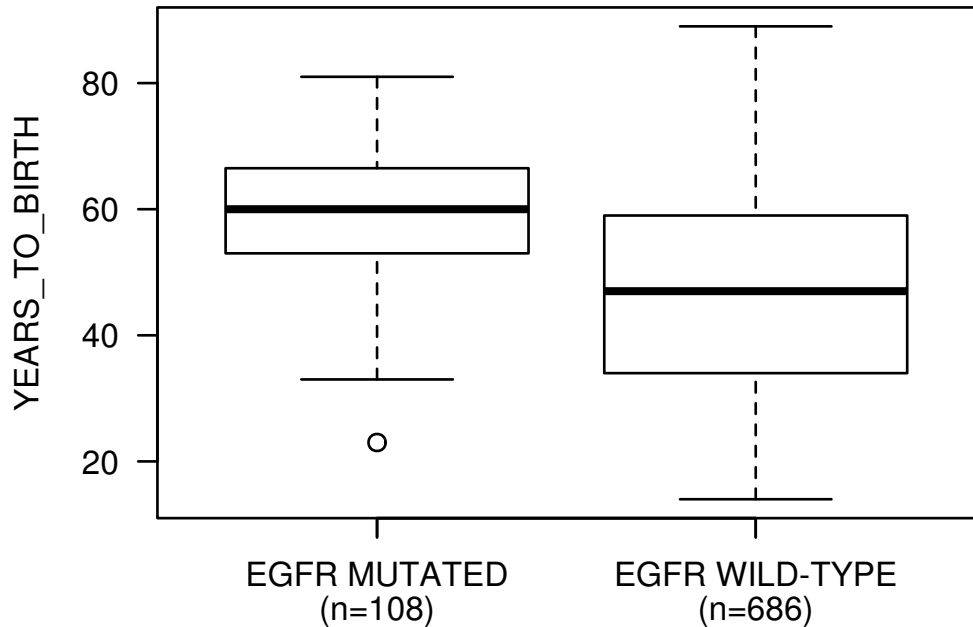 YEARS_TO_BIRTH
80
60
40
20
EGFR MUTATED
(n=108)
EGFR WILD-TYPE
(n=686)